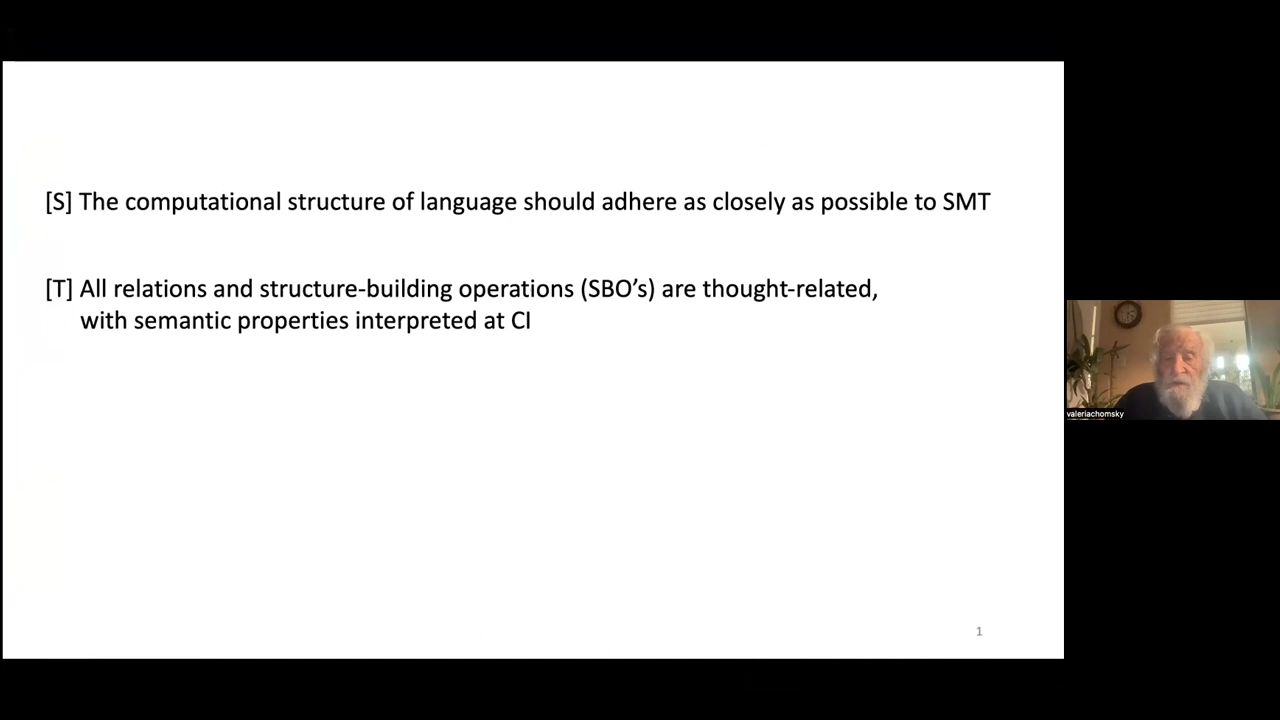 [S] The computational structure of language should adhere as closely as possible to SMT
[T] All relations and structure-building operations (SBO’s) are thought-related,
with semantic properties interpreted at CI
valeriachomsky
1